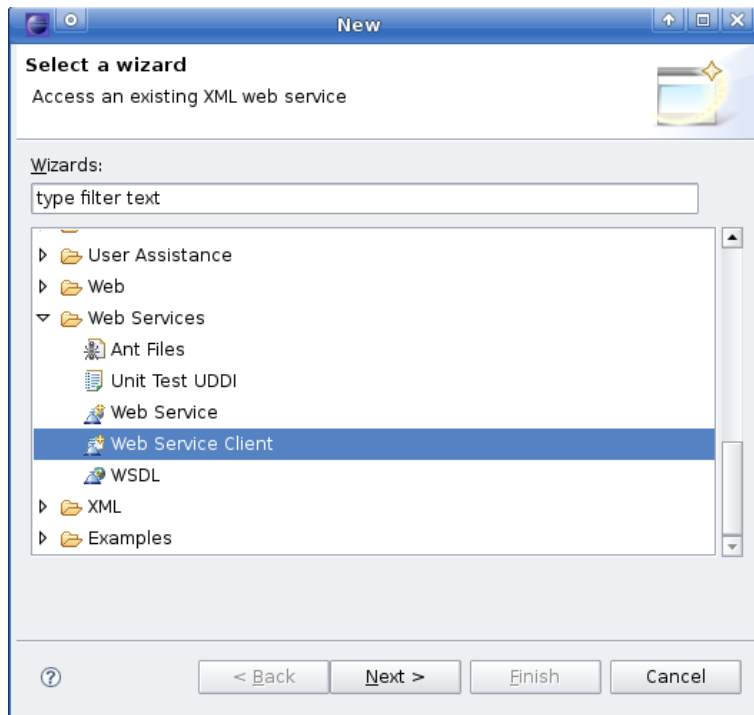 New
Select a wizard
Access an existing XML web service
Wizards:
type filter text
User Assistance
Web
Web Services
Ant Files
Unit Test UDDI
Web Service
Web Service Client
WSDL
XML
Examples
? < Back Next > Finish Cancel